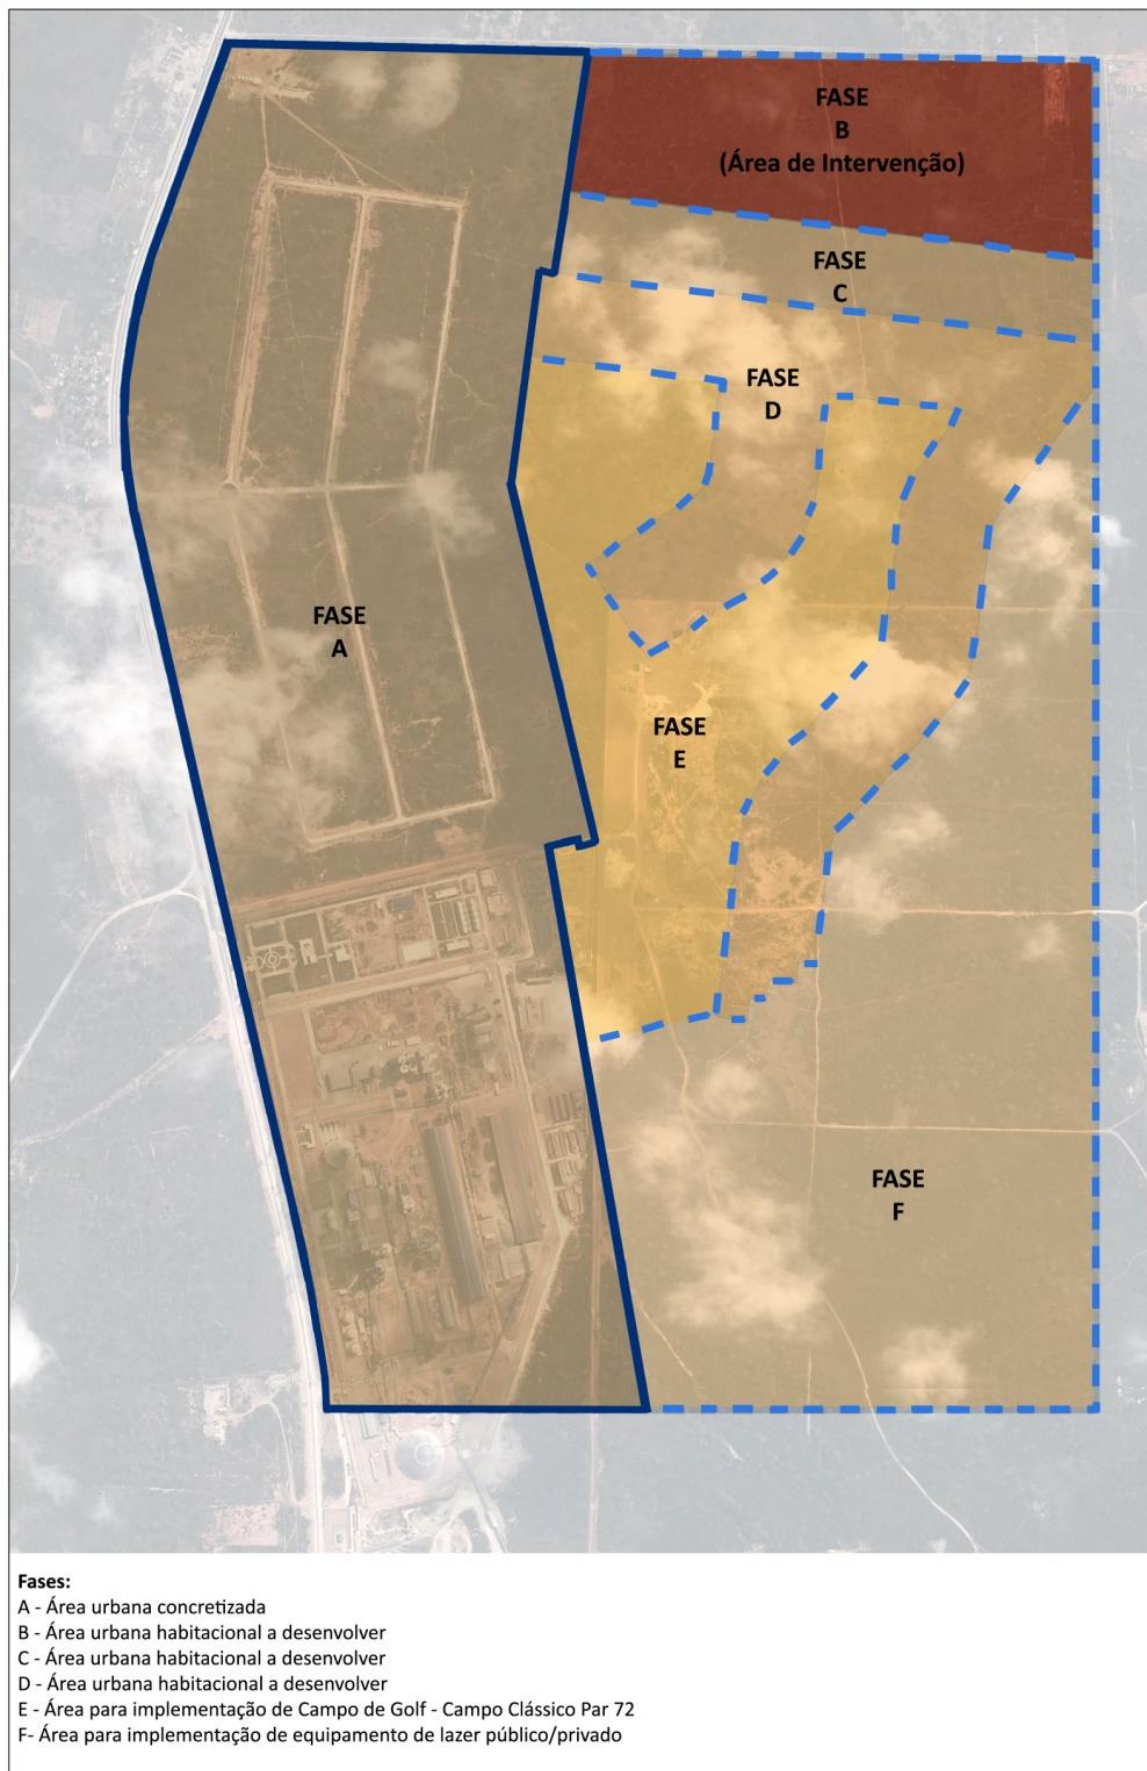 FASE
B
(Área de Intervenção)
FASE
C
FASE
D
FASE
A
FASE
E
FASE
F
Fases:
A - Área urbana concretizada
B - Área urbana habitacional a desenvolver
C - Área urbana habitacional a desenvolver
D - Área urbana habitacional a desenvolver
E - Área para implementação de Campo de Golf - Campo Clássico Par 72
F- Área para implementação de equipamento de lazer público/privado